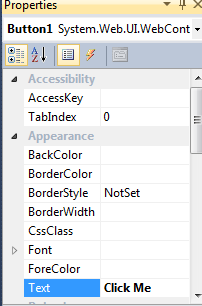 Properties
Button1 System.Web.UI.WebCont
Accessibility
AccessKey
TabIndex 0
Appearance
BackColor
BorderColor
BorderStyle NotSet
BorderWidth
CssClass
Font
ForeColor
Text Click Me